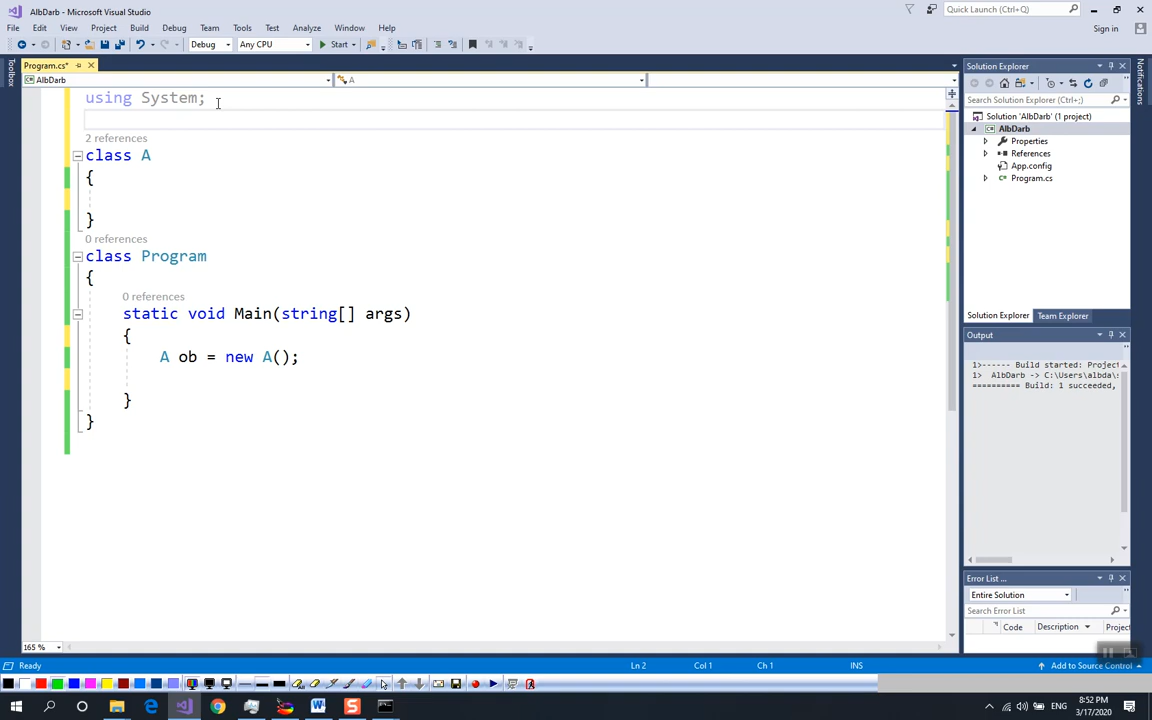 AlbDarb - Microsoft Visual Studio
Quick Launch (Ctrl+Q)
File Edit View Project Build Debug Team Tools Test Analyze Window Help
Sign in
Debug Any CPU Start
Toolbox
Program.cs*
AlbDarb A
using System;
2 references
class A
{
}
0 references
class Program
{
0 references
static void Main(string[] args)
{
A ob = new A();
}
}
165 %
Solution Explorer
Search Solution Explorer (Ctrl+;)
Solution 'AlbDarb' (1 project)
AlbDarb
Properties
References
App.config
Program.cs
Solution Explorer Team Explorer
Notifications
Output
1>------ Build started: Project
1> AlbDarb -> C:\Users\albda\s
========== Build: 1 succeeded,
Error List ...
Entire Solution
Search Error List
Code Description Project
Ready Ln 2 Col 1 Ch 1 INS Add to Source Control
ENG
8:52 PM
3/17/2020